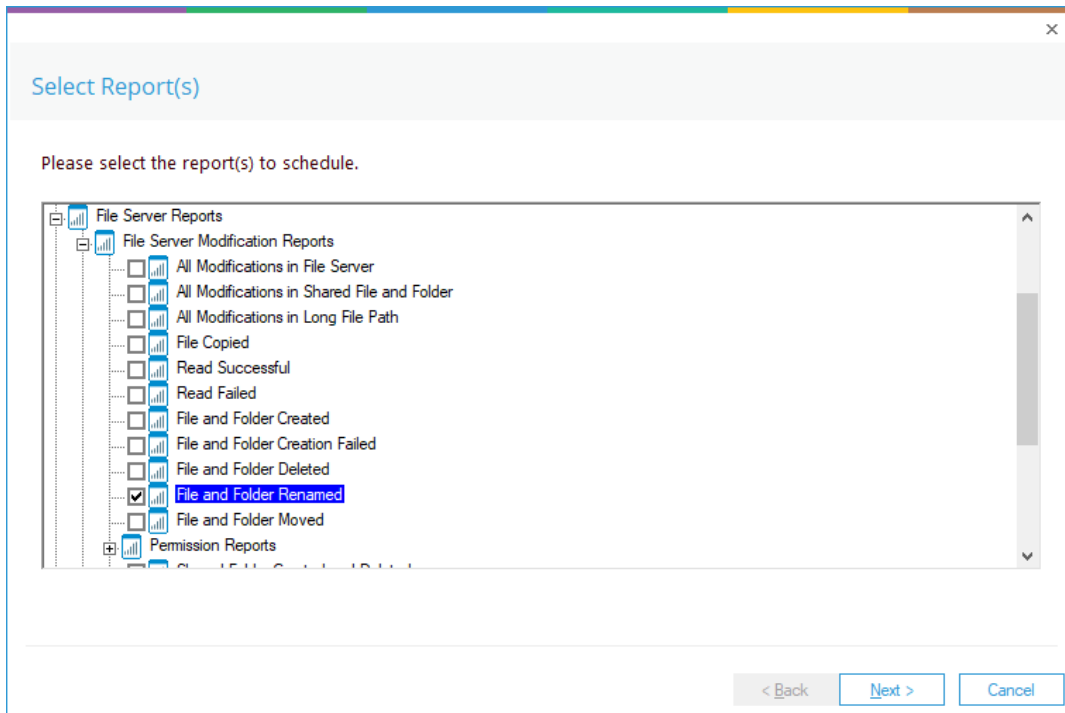 Select Report(s)
Please select the report(s) to schedule.
File Server Reports
File Server Modification Reports
All Modifications in File Server
All Modifications in Shared File and Folder
All Modifications in Long File Path
File Copied
Read Successful
Read Failed
File and Folder Created
File and Folder Creation Failed
File and Folder Deleted
File and Folder Renamed
File and Folder Moved
Permission Reports
< Back Next > Cancel